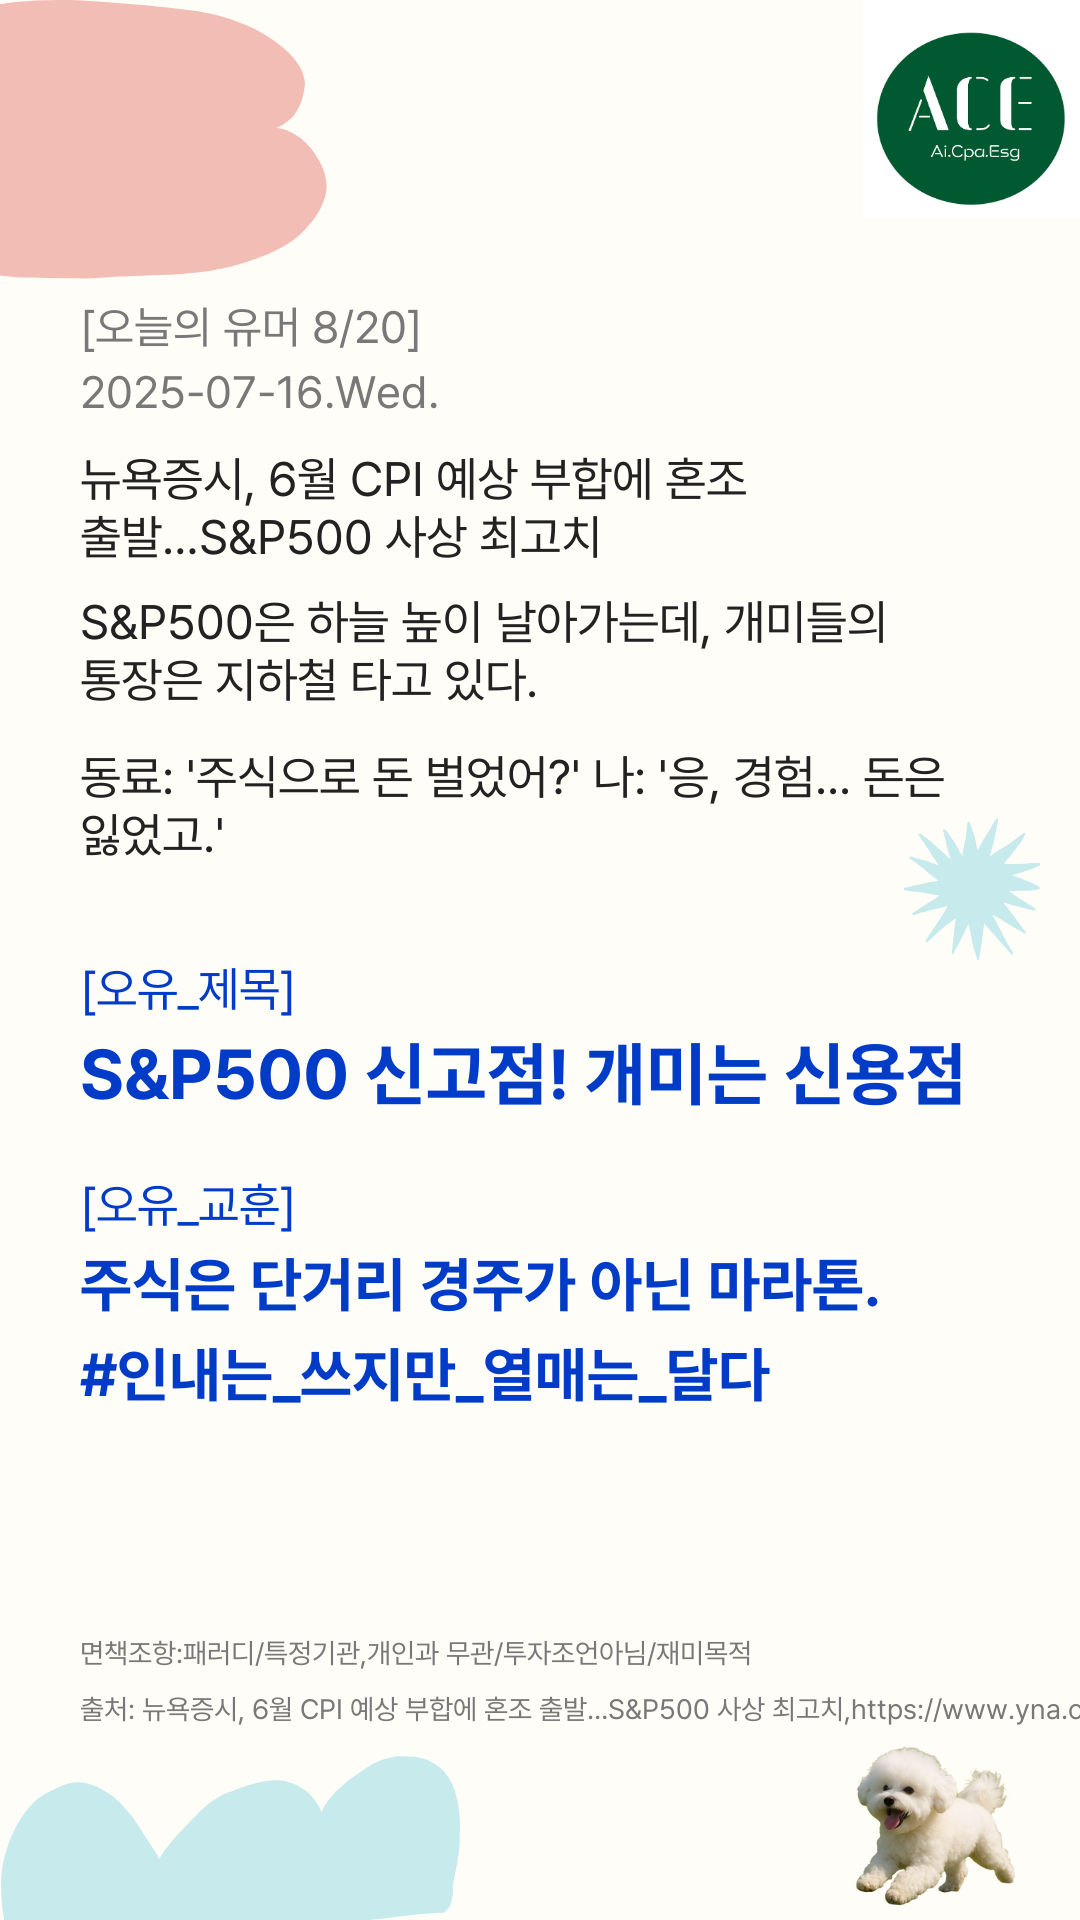 ACE
Ai.Cpa.Esg
[오늘의 유머 8/20]
2025-07-16.Wed.
뉴욕증시, 6월 CPI 예상 부합에 혼조
출발...S&P500 사상 최고치
S&P500은 하늘 높이 날아가는데, 개미들의
통장은 지하철 타고 있다.
동료: '주식으로 돈 벌었어?' 나: '응, 경험... 돈은
잃었고.'
[오유_제목]
S&P500 신고점! 개미는 신용점
[오유_교훈]
주식은 단거리 경주가 아닌 마라톤.
#인내는_쓰지만_열매는_달다
면책조항:패러디/특정기관,개인과 무관/투자조언아님/재미목적
출처: 뉴욕증시, 6월 CPI 예상 부합에 혼조 출발...S&P500 사상 최고치,https://www.yna.c